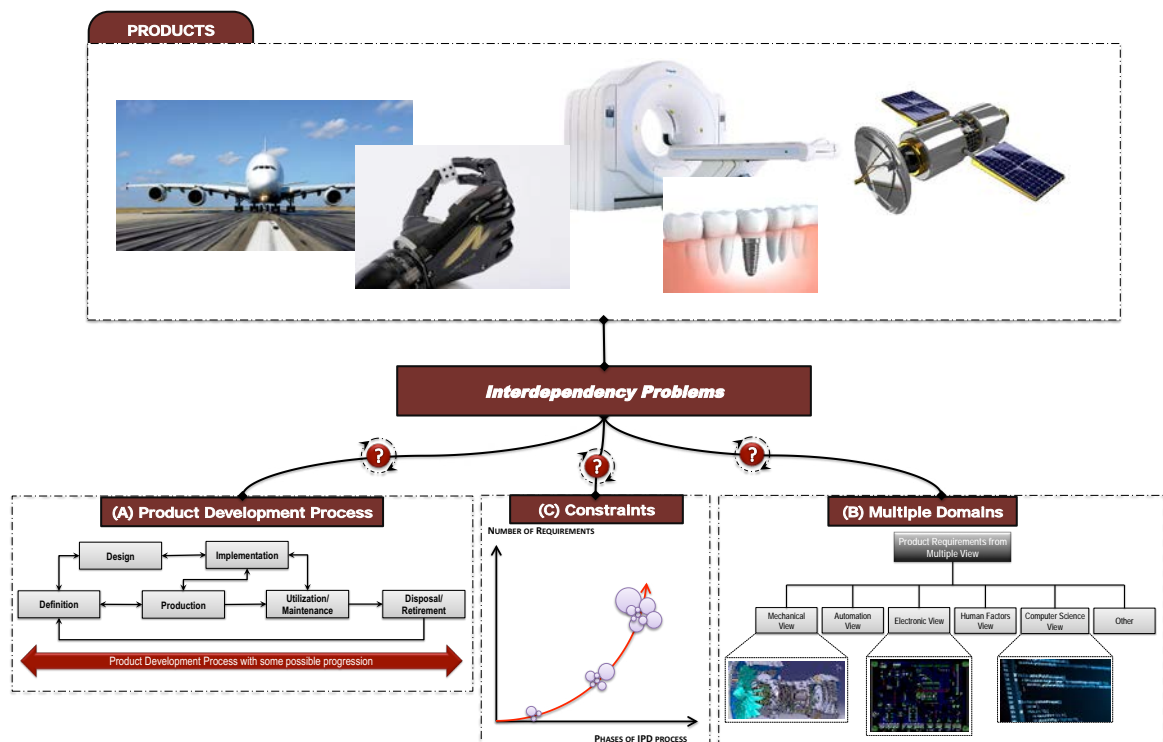 PRODUCTS
Interdependency Problems
?
?
?
(A) Product Development Process
Design
Implementation
Definition
Production
Utilization/
Maintenance
Disposal/
Retirement
Product Development Process with some possible progression
(C) Constraints
NUMBER OF REQUIREMENTS
PHASES OF IPD PROCESS
(B) Multiple Domains
Product Requirements from
Multiple View
Mechanical
View
Automation
View
Electronic View
Human Factors
View
Computer Science
View
Other